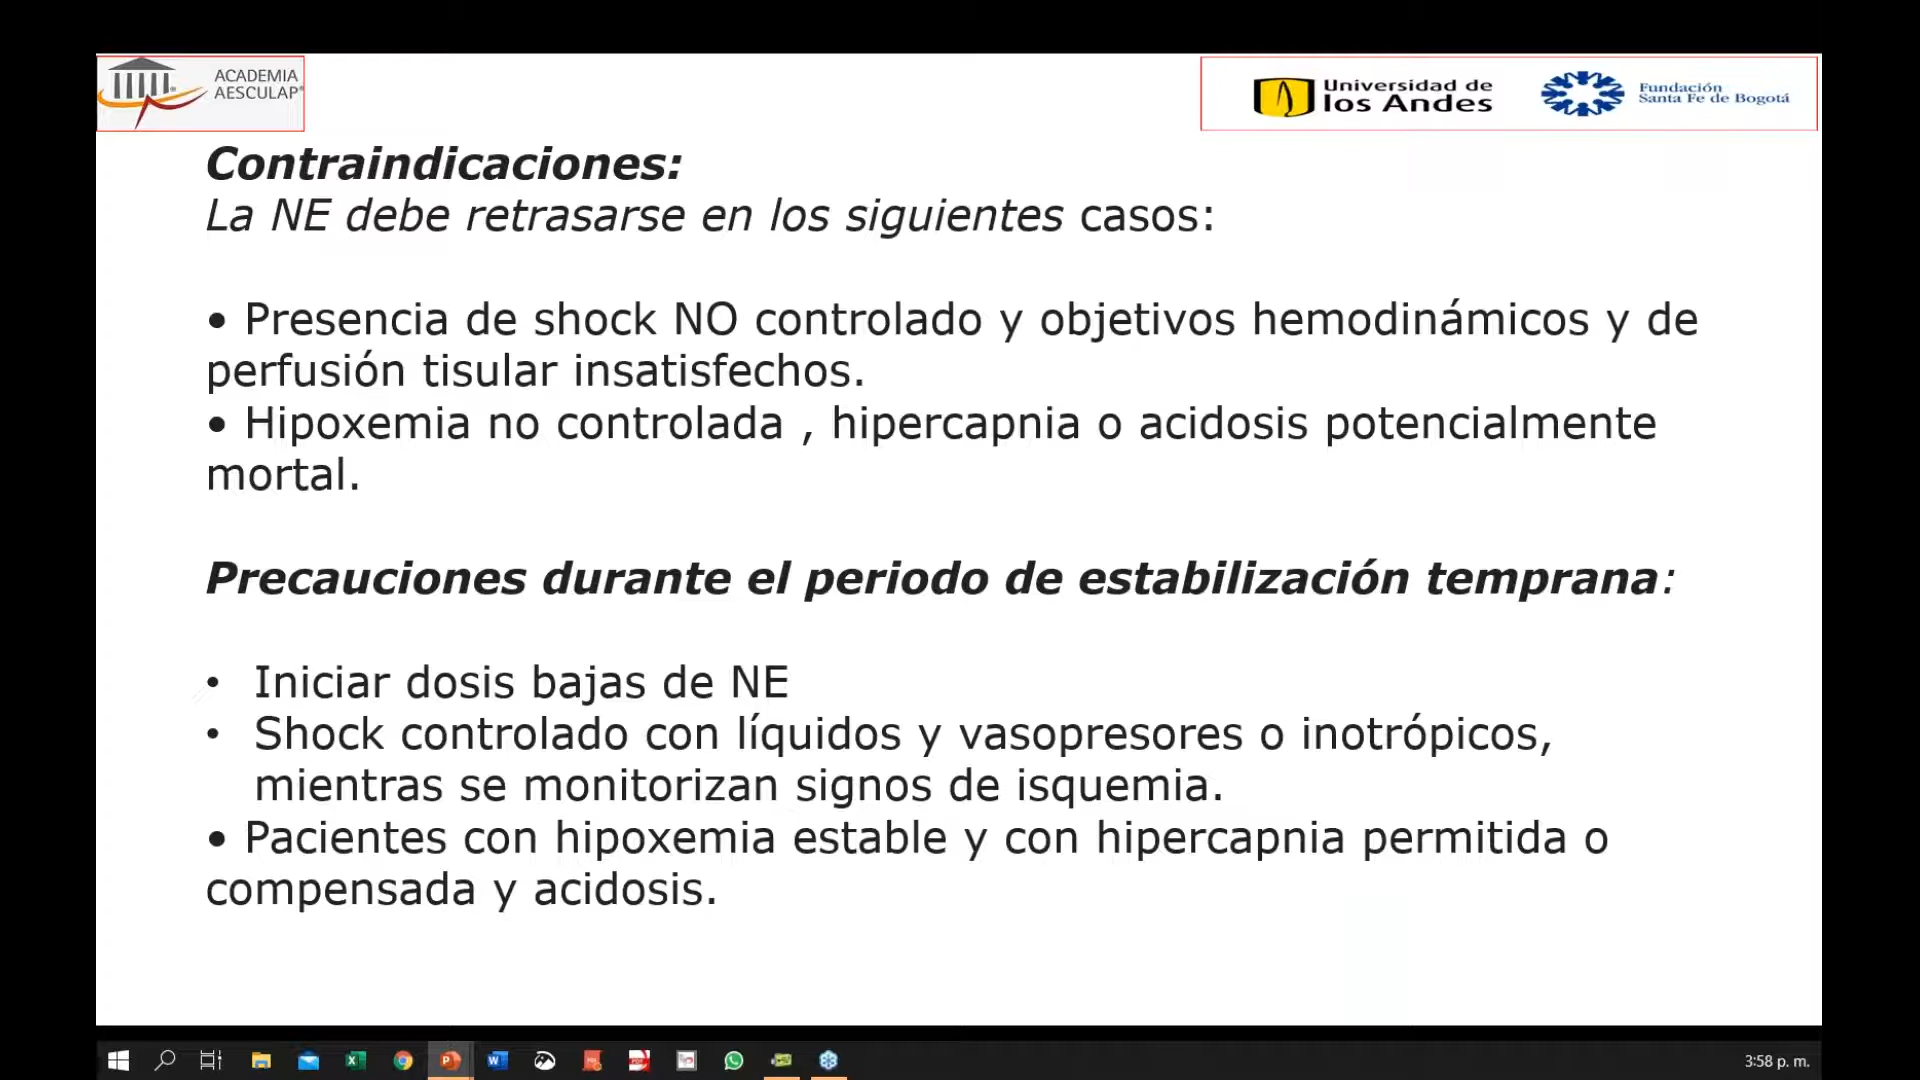 ACADEMIA
AESCULAP®
Universidad de
los Andes
Fundación
Santa Fe de Bogotá
Contraindicaciones:
La NE debe retrasarse en los siguientes casos:
• Presencia de shock NO controlado y objetivos hemodinámicos y de
perfusión tisular insatisfechos.
• Hipoxemia no controlada , hipercapnia o acidosis potencialmente
mortal.
Precauciones durante el periodo de estabilización temprana:
• Iniciar dosis bajas de NE
• Shock controlado con líquidos y vasopresores o inotrópicos,
mientras se monitorizan signos de isquemia.
• Pacientes con hipoxemia estable y con hipercapnia permitida o
compensada y acidosis.
3:58 p. m.